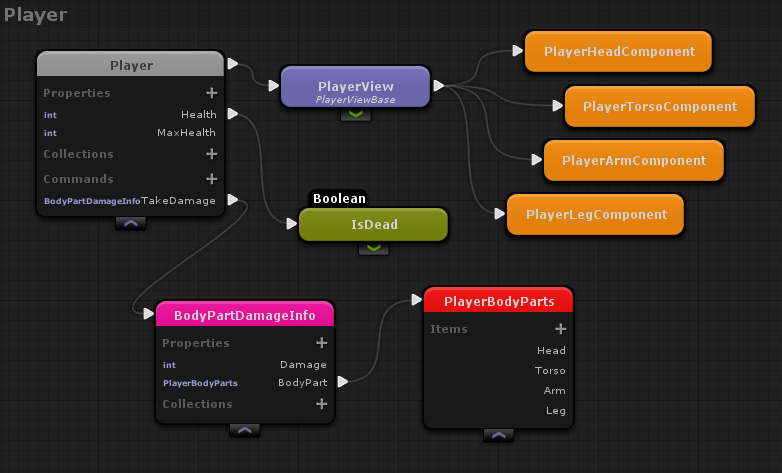 Player
Player
Properties +
int Health
int MaxHealth
Collections +
Commands +
BodyPartDamageInfo TakeDamage
PlayerView
PlayerViewBase
PlayerHeadComponent
PlayerTorsoComponent
PlayerArmComponent
PlayerLegComponent
Boolean
IsDead
BodyPartDamageInfo
Properties +
int Damage
PlayerBodyParts BodyPart
Collections +
PlayerBodyParts
Items +
Head
Torso
Arm
Leg